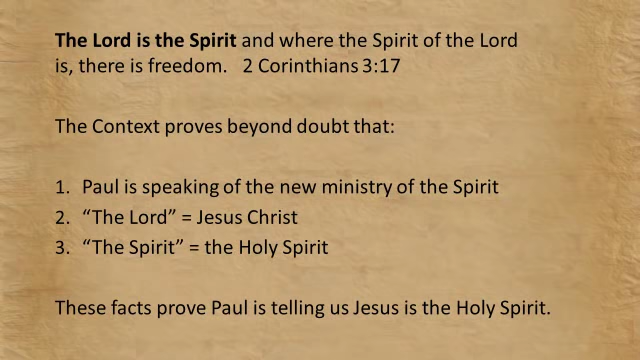 The Lord is the Spirit and where the Spirit of the Lord
is, there is freedom.   2 Corinthians 3:17
The Context proves beyond doubt that:
1. Paul is speaking of the new ministry of the Spirit
2. “The Lord” = Jesus Christ
3. “The Spirit” = the Holy Spirit
These facts prove Paul is telling us Jesus is the Holy Spirit.